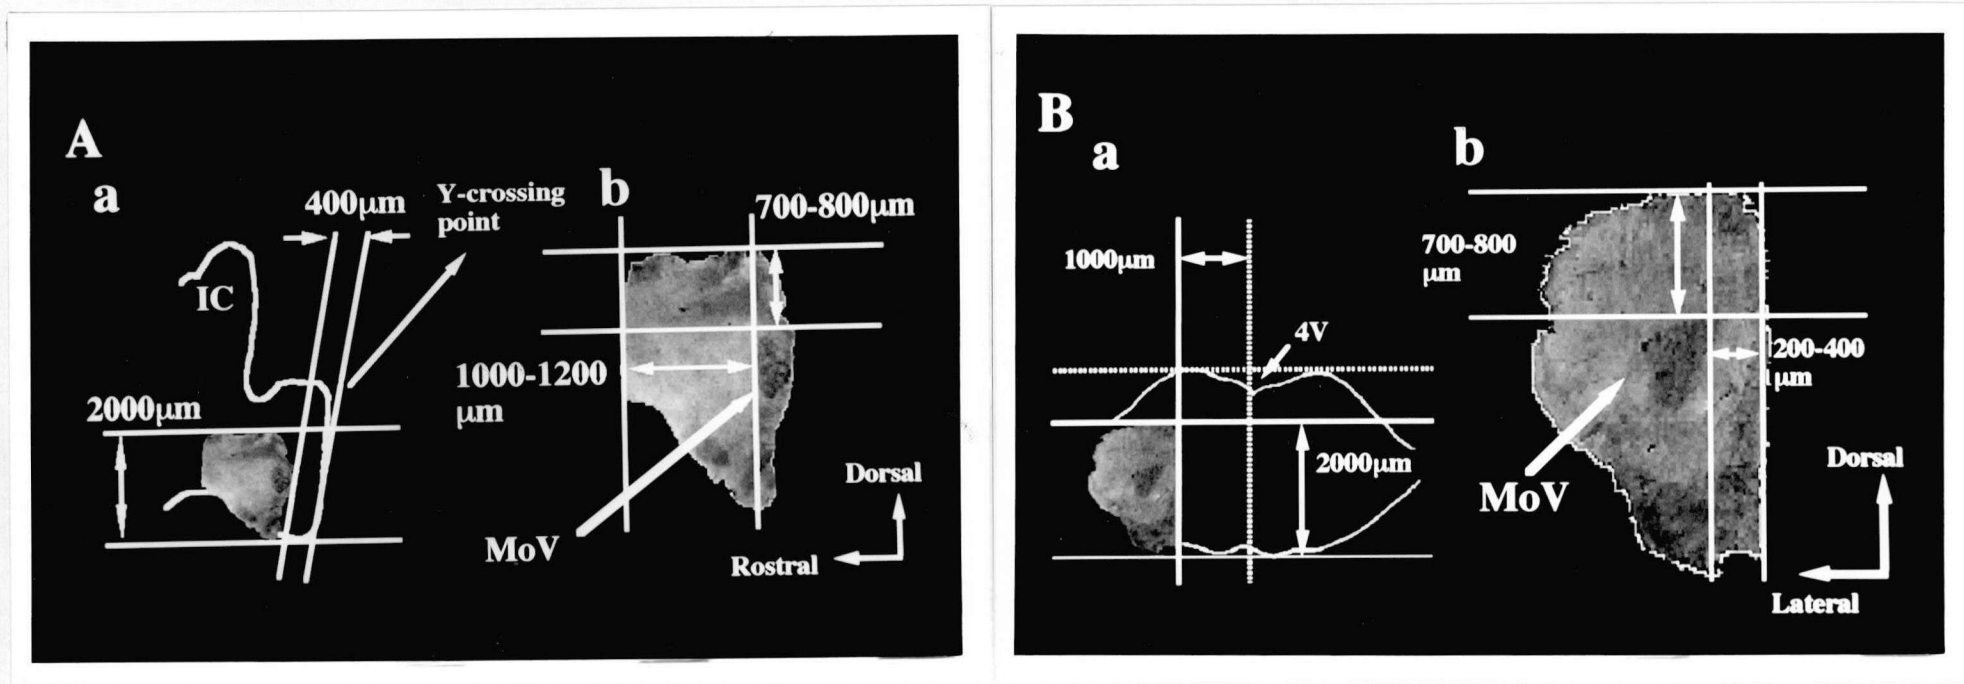 A
a
400μm
Y-crossing
point
IC
2000μm
b
700-800μm
1000-1200
μm
MoV
Dorsal
Rostral
B
a
1000μm
4V
2000μm
b
700-800
μm
200-400
μm
MoV
Dorsal
Lateral